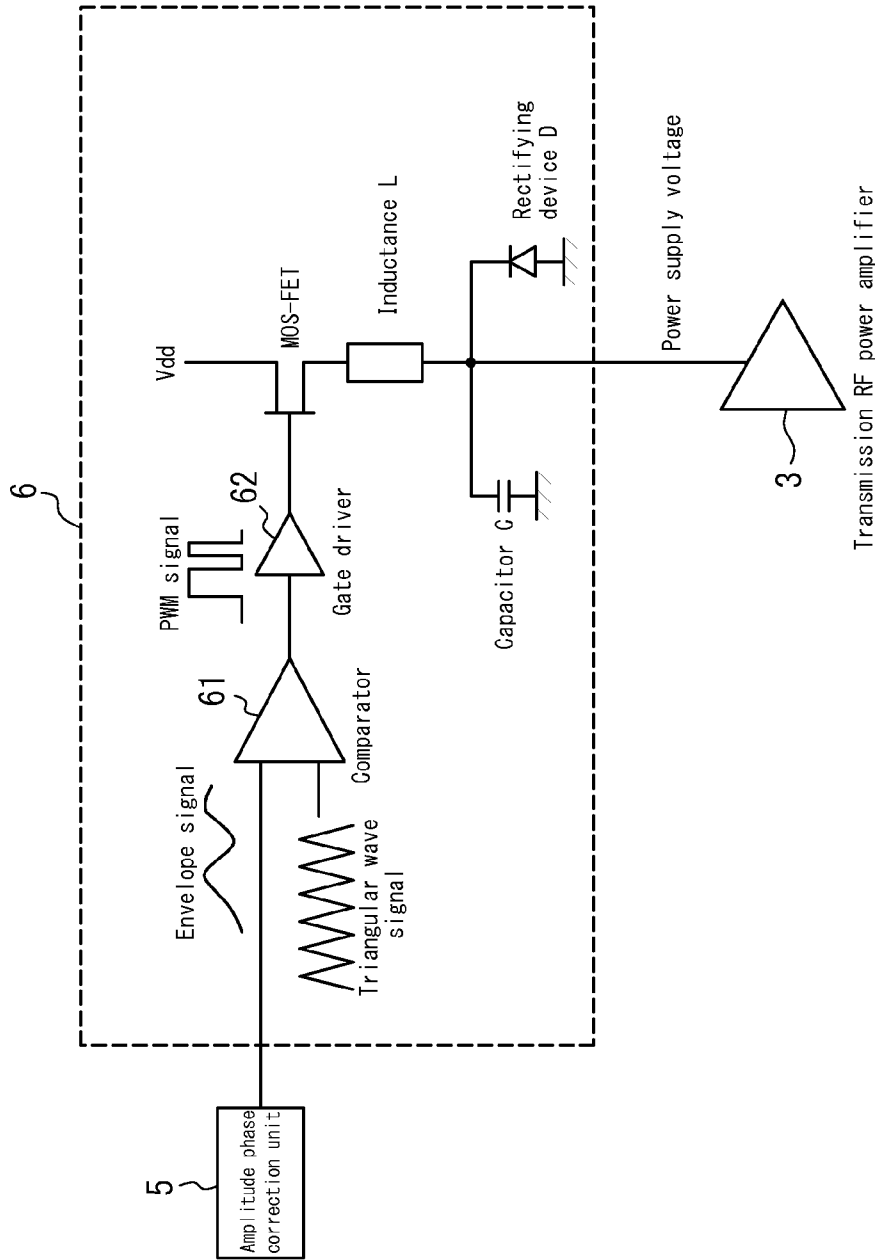 6
5
Amplitude phase
correction unit
Envelope signal
Triangular wave
signal
61
Comparator
PWM signal
62
Gate driver
Vdd
MOS-FET
Inductance L
Capacitor C
Rectifying
device D
Power supply voltage
3
Transmission RF power amplifier